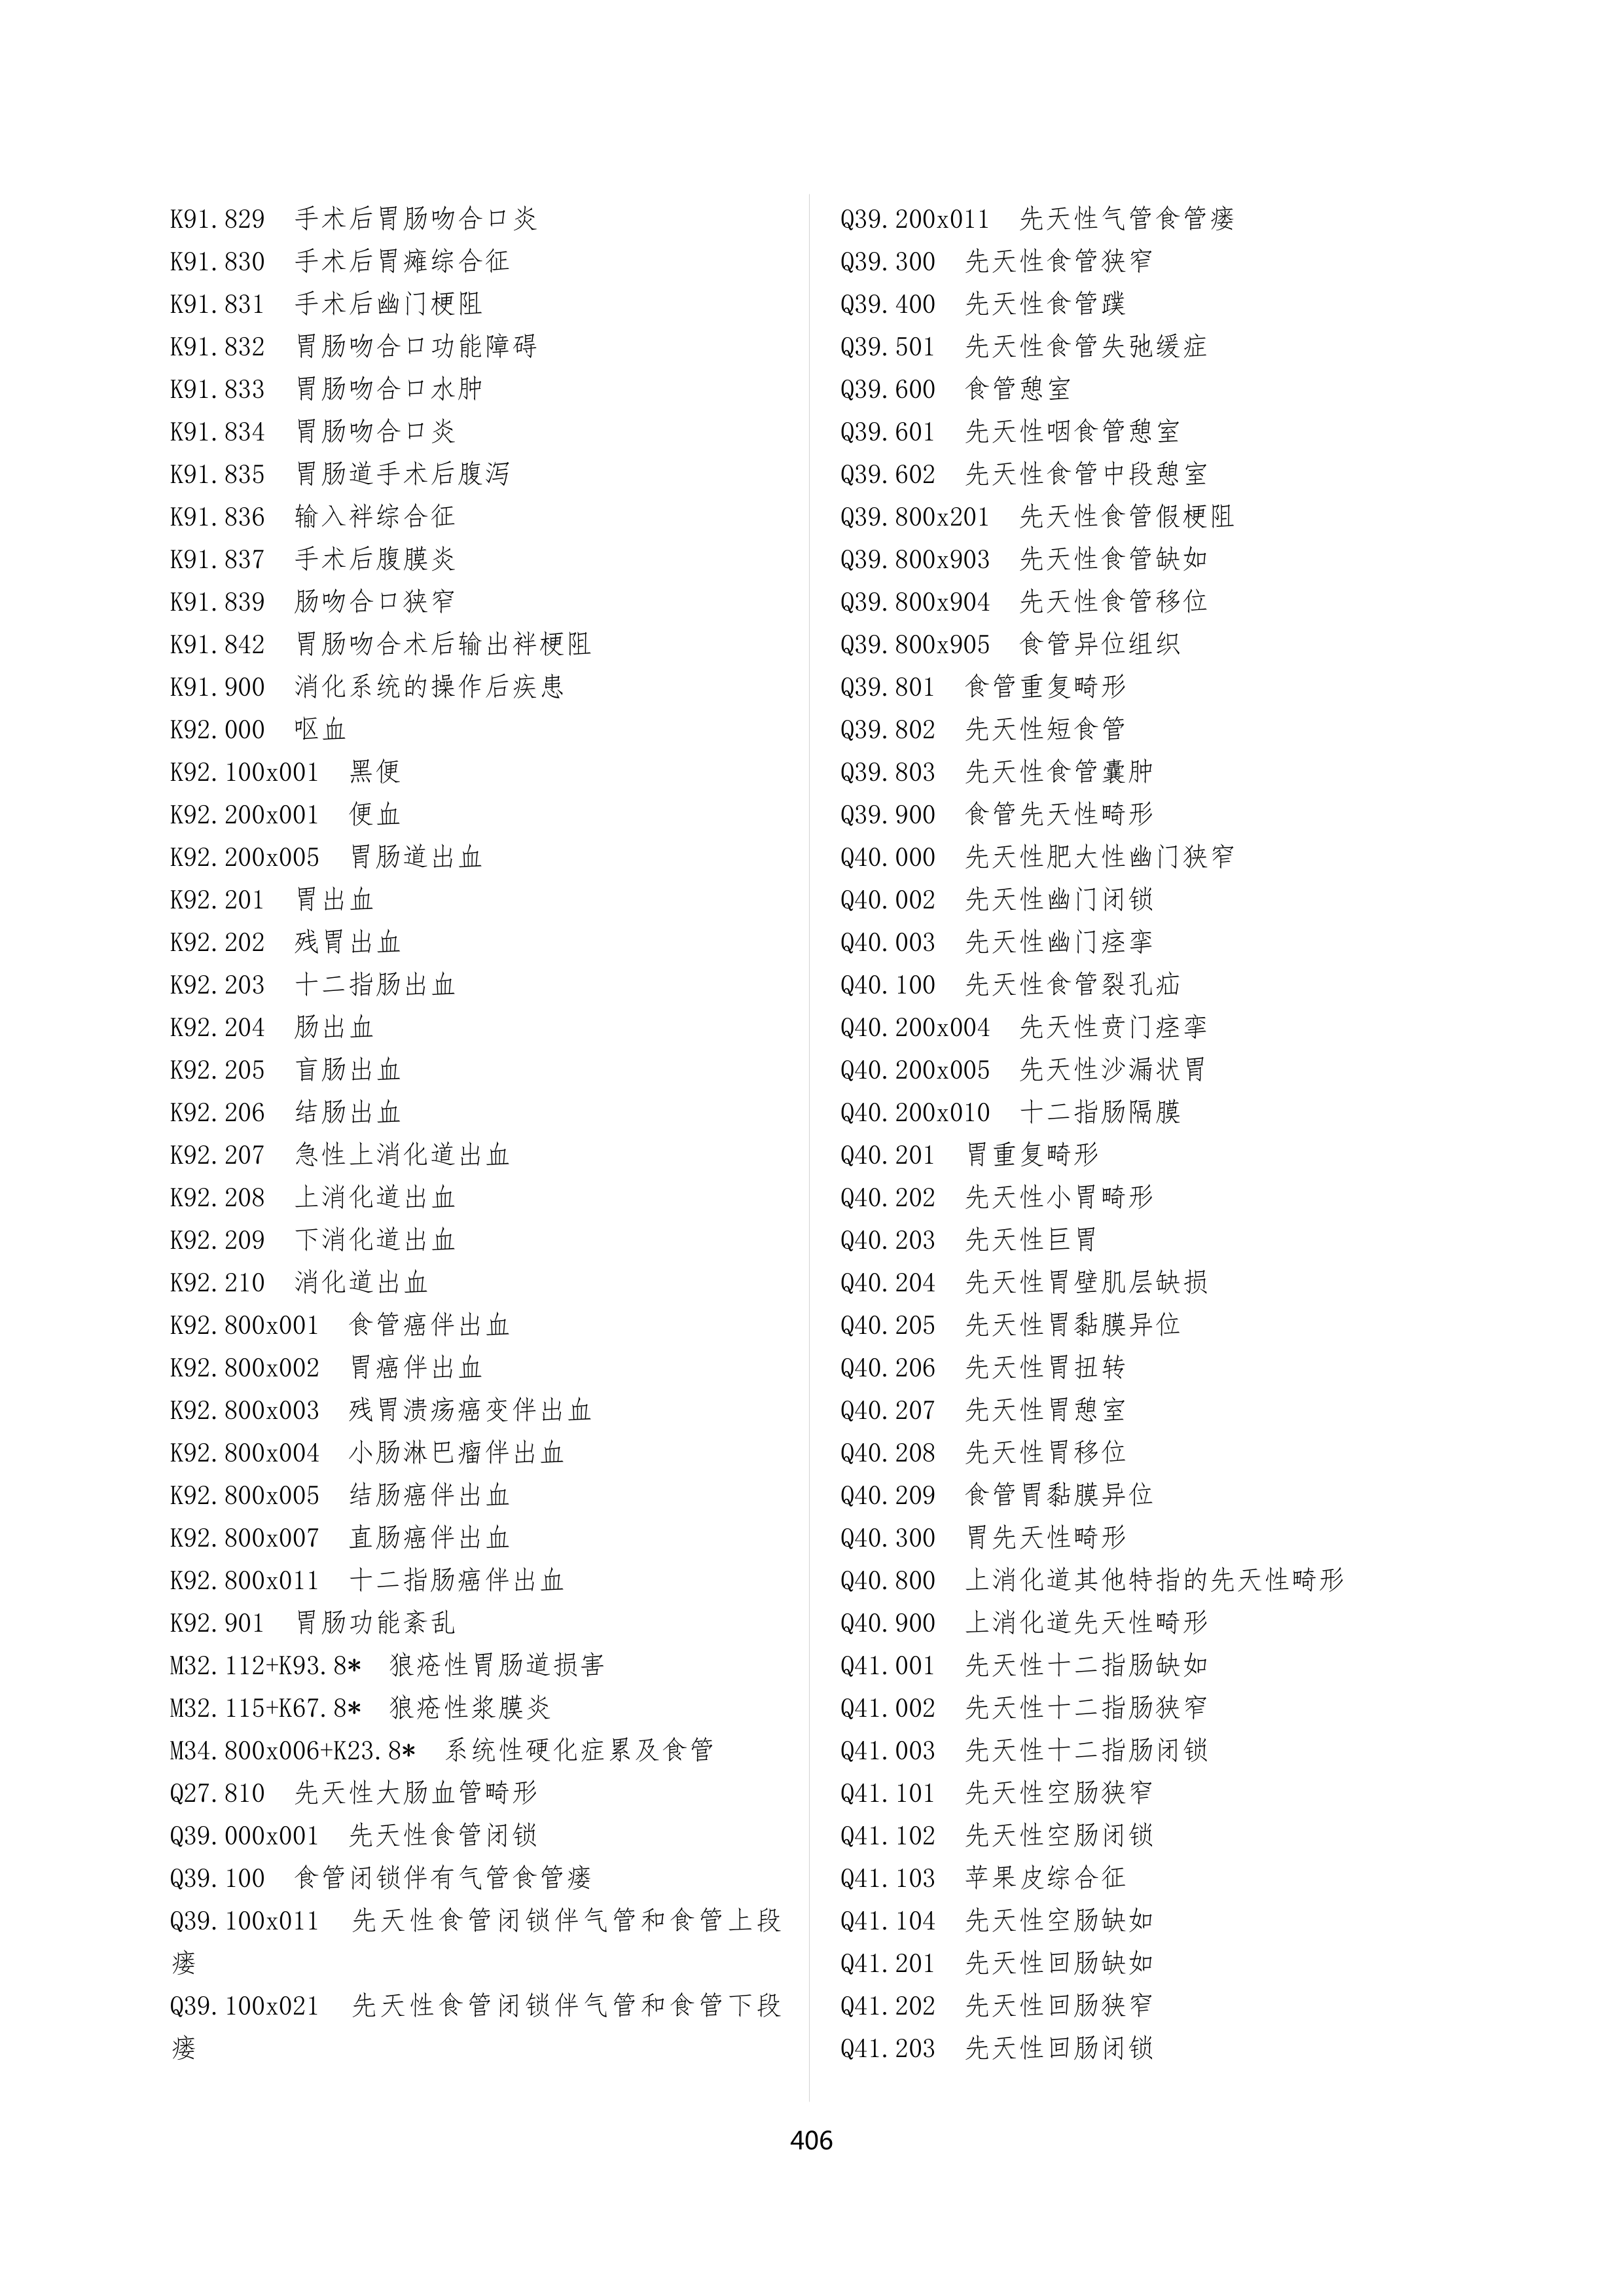 K91.829 手术后胃肠吻合口炎
K91.830 手术后胃瘫综合征
K91.831 手术后幽门梗阻
K91.832 胃肠吻合口功能障碍
K91.833 胃肠吻合口水肿
K91.834 胃肠吻合口炎
K91.835 胃肠道手术后腹泻
K91.836 输入袢综合征
K91.837 手术后腹膜炎
K91.839 肠吻合口狭窄
K91.842 胃肠吻合术后输出袢梗阻
K91.900 消化系统的操作后疾患
K92.000 呕血
K92.100x001 黑便
K92.200x001 便血
K92.200x005 胃肠道出血
K92.201 胃出血
K92.202 残胃出血
K92.203 十二指肠出血
K92.204 肠出血
K92.205 盲肠出血
K92.206 结肠出血
K92.207 急性上消化道出血
K92.208 上消化道出血
K92.209 下消化道出血
K92.210 消化道出血
K92.800x001 食管癌伴出血
K92.800x002 胃癌伴出血
K92.800x003 残胃溃疡癌变伴出血
K92.800x004 小肠淋巴瘤伴出血
K92.800x005 结肠癌伴出血
K92.800x007 直肠癌伴出血
K92.800x011 十二指肠癌伴出血
K92.901 胃肠功能紊乱
M32.112+K93.8* 狼疮性胃肠道损害
M32.115+K67.8* 狼疮性浆膜炎
M34.800x006+K23.8* 系统性硬化症累及食管
Q27.810 先天性大肠血管畸形
Q39.000x001 先天性食管闭锁
Q39.100 食管闭锁伴有气管食管瘘
Q39.100x011 先天性食管闭锁伴气管和食管上段
瘘
Q39.100x021 先天性食管闭锁伴气管和食管下段
瘘
Q39.200x011 先天性气管食管瘘
Q39.300 先天性食管狭窄
Q39.400 先天性食管蹼
Q39.501 先天性食管失弛缓症
Q39.600 食管憩室
Q39.601 先天性咽食管憩室
Q39.602 先天性食管中段憩室
Q39.800x201 先天性食管假梗阻
Q39.800x903 先天性食管缺如
Q39.800x904 先天性食管移位
Q39.800x905 食管异位组织
Q39.801 食管重复畸形
Q39.802 先天性短食管
Q39.803 先天性食管囊肿
Q39.900 食管先天性畸形
Q40.000 先天性肥大性幽门狭窄
Q40.002 先天性幽门闭锁
Q40.003 先天性幽门痉挛
Q40.100 先天性食管裂孔疝
Q40.200x004 先天性贲门痉挛
Q40.200x005 先天性沙漏状胃
Q40.200x010 十二指肠隔膜
Q40.201 胃重复畸形
Q40.202 先天性小胃畸形
Q40.203 先天性巨胃
Q40.204 先天性胃壁肌层缺损
Q40.205 先天性胃黏膜异位
Q40.206 先天性胃扭转
Q40.207 先天性胃憩室
Q40.208 先天性胃移位
Q40.209 食管胃黏膜异位
Q40.300 胃先天性畸形
Q40.800 上消化道其他特指的先天性畸形
Q40.900 上消化道先天性畸形
Q41.001 先天性十二指肠缺如
Q41.002 先天性十二指肠狭窄
Q41.003 先天性十二指肠闭锁
Q41.101 先天性空肠狭窄
Q41.102 先天性空肠闭锁
Q41.103 苹果皮综合征
Q41.104 先天性空肠缺如
Q41.201 先天性回肠缺如
Q41.202 先天性回肠狭窄
Q41.203 先天性回肠闭锁
406